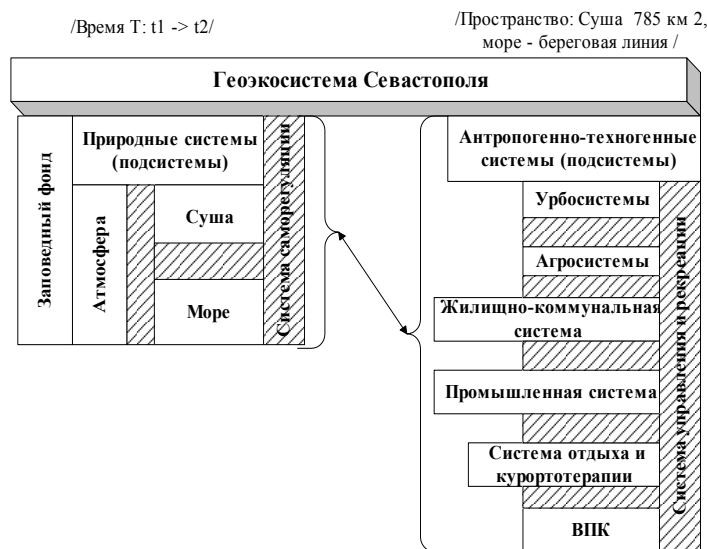 /Время Т: t1 -> t2/
/Пространство: Суша 785 км 2,
море - береговая линия /
Геоэкосистема Севастополя
Заповедный фонд
Природные системы
(подсистемы)
Атмосфера
Суша
Море
Система саморегуляции
Антропогенно-техногенные
системы (подсистемы)
Урбосистемы
Агросистемы
Жилищно-коммунальная
система
Промышленная система
Система отдыха и
курортотерапии
ВПК
Система управления и рекреации